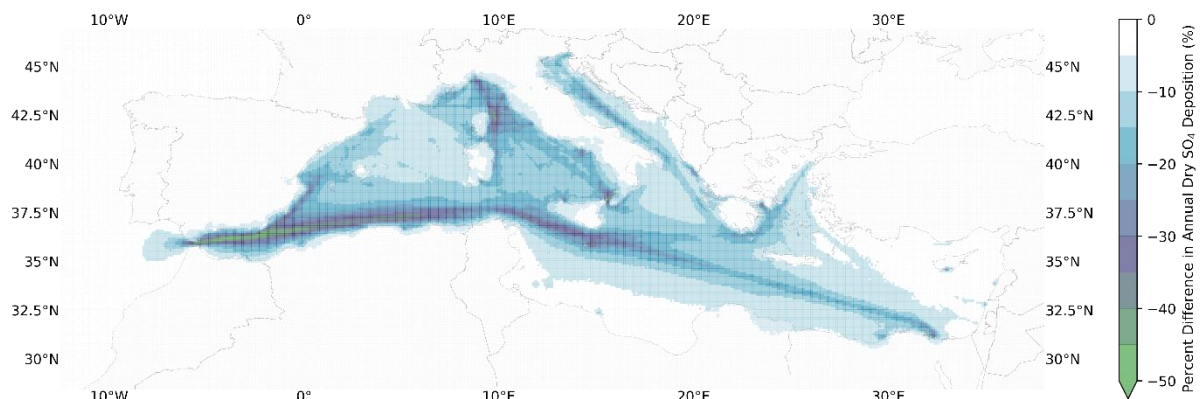 10°W 0° 10°E 20°E 30°E
45°N 45°N
42.5°N 42.5°N
40°N 40°N
37.5°N 37.5°N
35°N 35°N
32.5°N 32.5°N
30°N 30°N
10°W 0° 10°E 20°E 30°E
0
−10
−20
−30
−40
−50
Percent Difference in Annual Dry SO₄ Deposition (%)